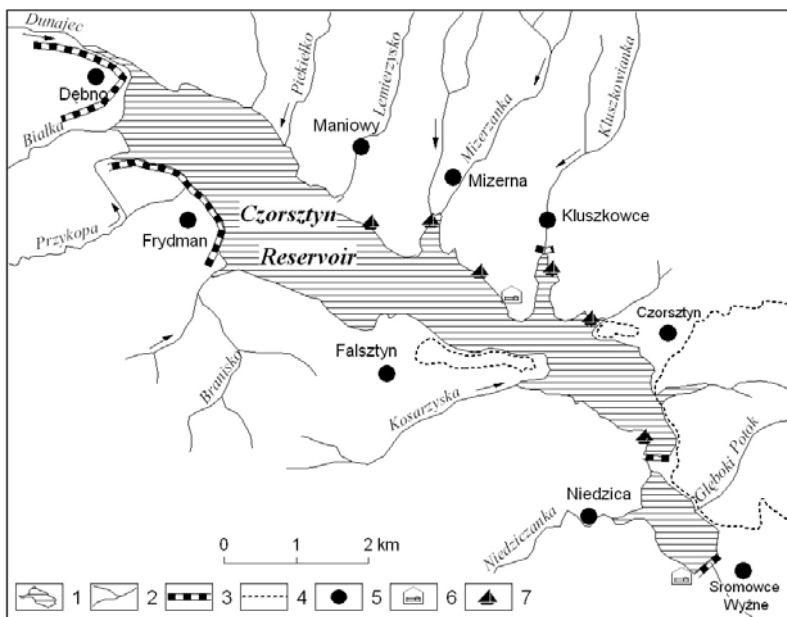 Dunajec
Dębno
Białka
Piekiełko
Lemierzysko
Maniowy
Mizerzanka
Mizerna
Kluszkowianka
Kluszkowce
Przykopa
Frydman
Czorsztyn
Reservoir
Czorsztyn
Falsztyn
Branisko
Kosarzyska
Głęboki Potok
Niedzica
Niedziczanka
0 2 km
Sromowce
Wyżne
1 2 3 4 5 6 7